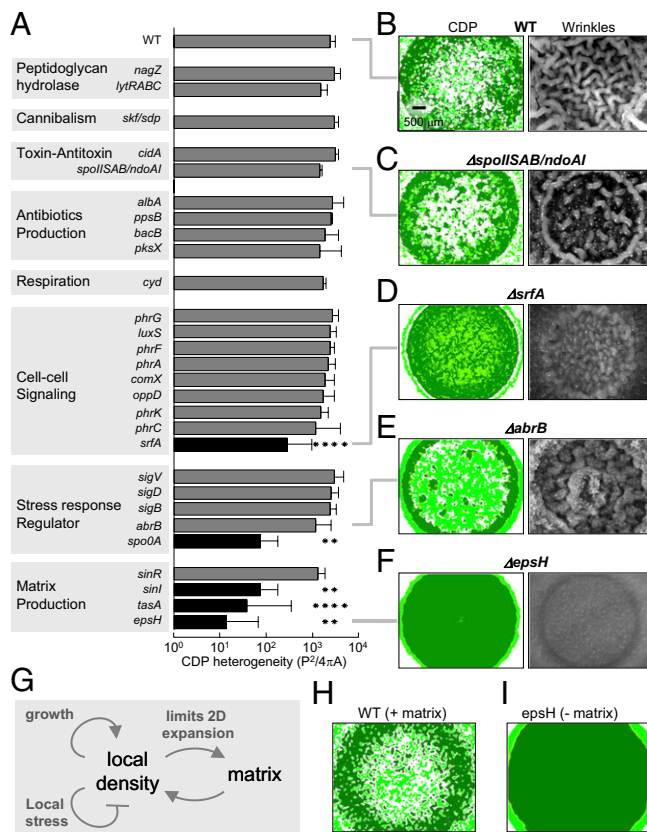 A
WT
Peptidoglycan
hydrolase
nagZ
lytRABC
Cannibalism
skf/sdp
Toxin-Antitoxin
cidA
spoIISAB/ndoAI
Antibiotics
Production
albA
ppsB
bacB
pksX
Respiration
cyd
Cell-cell
Signaling
phrG
luxS
phrF
phrA
comX
oppD
phrK
phrC
srfA
* * * *
Stress response
Regulator
sigV
sigD
sigB
abrB
spo0A
* *
Matrix
Production
sinR
sinI
* *
tasA
* * * *
epsH
* *
10⁰ 10¹ 10² 10³ 10⁴
CDP heterogeneity (P²/4πA)
B
CDP WT Wrinkles
500 µm
C
ΔspoIISAB/ndoAI
D
ΔsrfA
E
ΔabrB
F
ΔepsH
G
growth
limits 2D
expansion
local
density
matrix
Local
stress
H
WT (+ matrix)
I
epsH (- matrix)